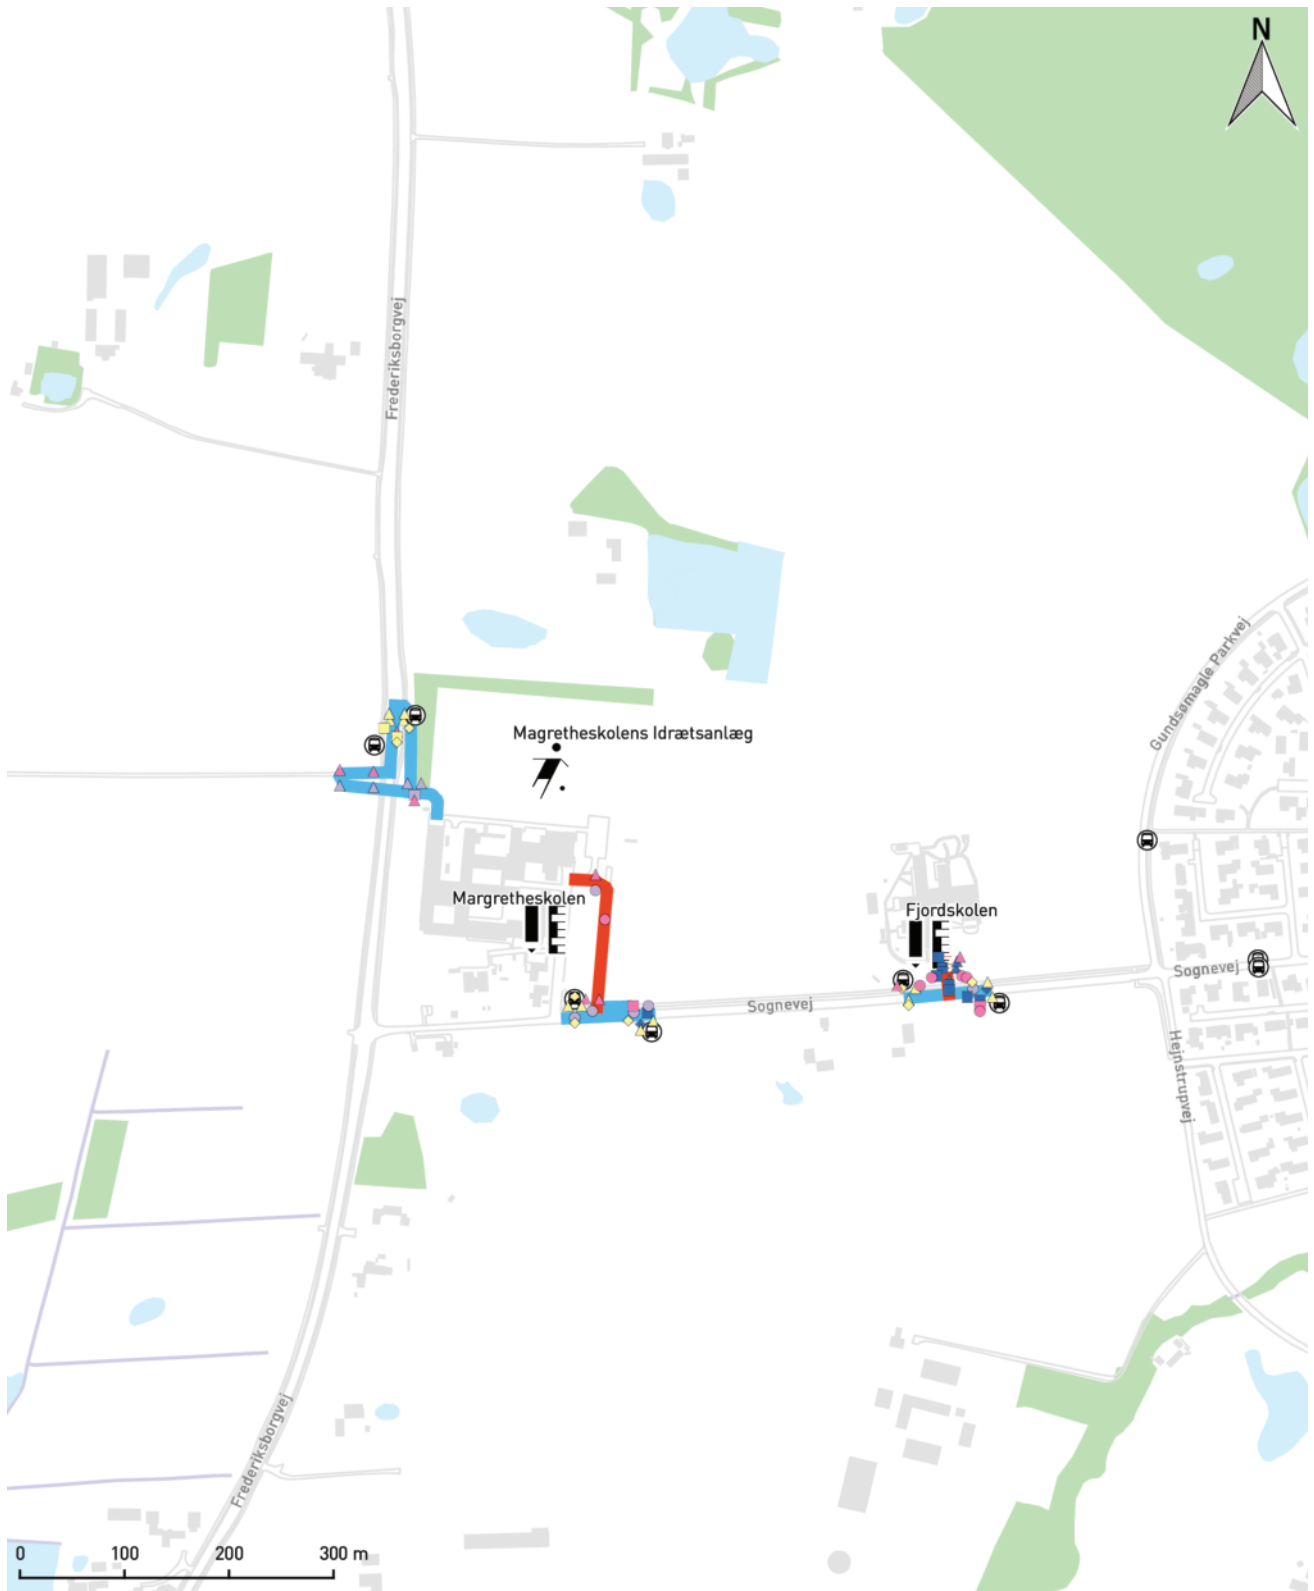 N
Frederiksborgvej
Gundsømagle Parkvej
Magretheskolens Idrætsanlæg
Margretheskolen
Fjordskolen
Sognevej
Sognevej
Hejnstrupvej
Frederiksborgvej
0 100 200 300 m